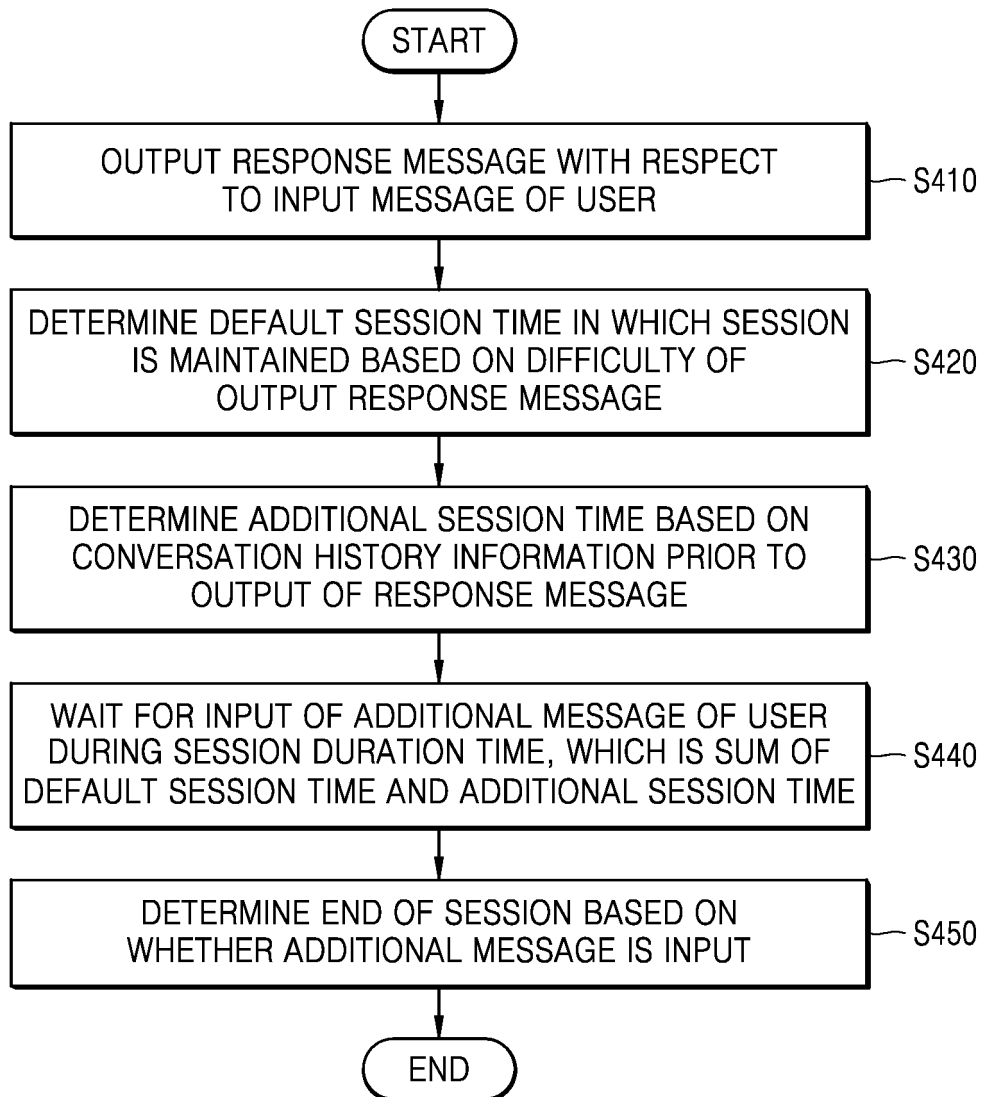 START
OUTPUT RESPONSE MESSAGE WITH RESPECT
TO INPUT MESSAGE OF USER
S410
DETERMINE DEFAULT SESSION TIME IN WHICH SESSION
IS MAINTAINED BASED ON DIFFICULTY OF
OUTPUT RESPONSE MESSAGE
S420
DETERMINE ADDITIONAL SESSION TIME BASED ON
CONVERSATION HISTORY INFORMATION PRIOR TO
OUTPUT OF RESPONSE MESSAGE
S430
WAIT FOR INPUT OF ADDITIONAL MESSAGE OF USER
DURING SESSION DURATION TIME, WHICH IS SUM OF
DEFAULT SESSION TIME AND ADDITIONAL SESSION TIME
S440
DETERMINE END OF SESSION BASED ON
WHETHER ADDITIONAL MESSAGE IS INPUT
S450
END